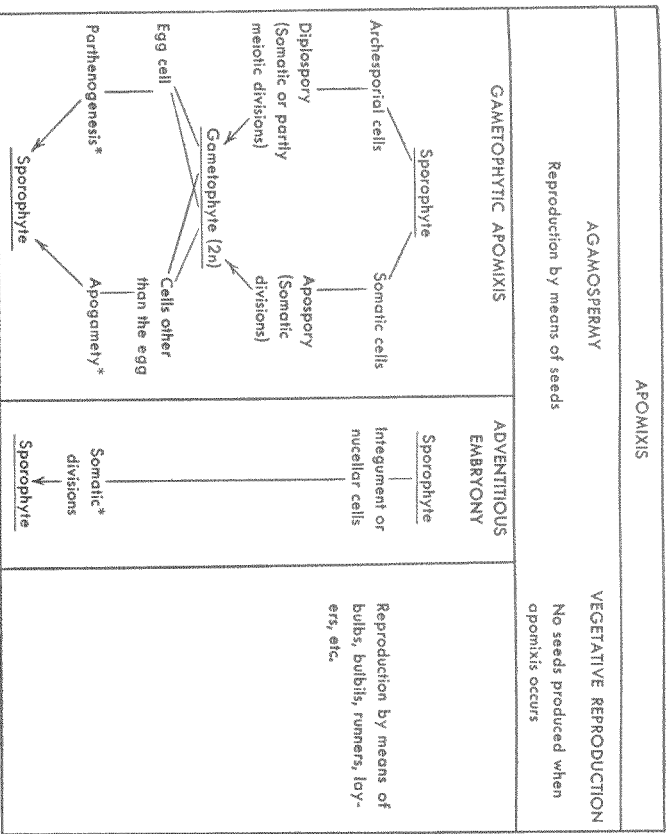 APOMIXIS
AGAMOSPERMY
Reproduction by means of seeds
VEGETATIVE REPRODUCTION
No seeds produced when
apomixis occurs
GAMETOPHYTIC APOMIXIS
Sporophyte
Archesporial cells
Somatic cells
Diplospory
(Somatic or partly
meiotic divisions)
Apospory
(Somatic
divisions)
Gametophyte (2n)
Egg cell
Cells other
than the egg
Parthenogenesis*
Apogamety*
Sporophyte
ADVENTITIOUS
EMBRYONY
Sporophyte
Integument or
nucellar cells
Somatic*
divisions
Sporophyte
Reproduction by means of
bulbs, bulbils, runners, lay-
ers, etc.